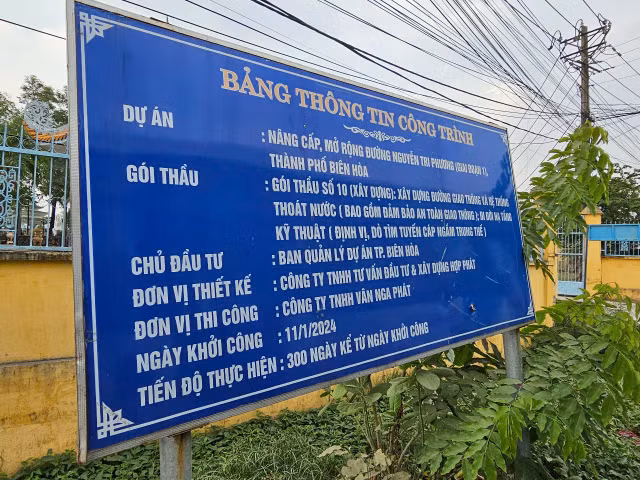 BẢNG THÔNG TIN CÔNG TRÌNH
DỰ ÁN : NÂNG CẤP, MỞ RỘNG ĐƯỜNG NGUYỄN TRI PHƯƠNG (GIAI ĐOẠN 1),
THÀNH PHỐ BIÊN HÒA
GÓI THẦU : GÓI THẦU SỐ 10 (XÂY DỰNG): XÂY DỰNG ĐƯỜNG GIAO THÔNG VÀ HỆ THỐNG
THOÁT NƯỚC ( BAO GỒM ĐẢM BẢO AN TOÀN GIAO THÔNG ); DI DỜI HẠ TẦNG
KỸ THUẬT ( ĐỊNH VỊ, DÒ TÌM TUYẾN CÁP NGẦM TRUNG THẾ )
CHỦ ĐẦU TƯ : BAN QUẢN LÝ DỰ ÁN TP. BIÊN HÒA
ĐƠN VỊ THIẾT KẾ : CÔNG TY TNHH TƯ VẤN ĐẦU TƯ & XÂY DỰNG HỢP PHÁT
ĐƠN VỊ THI CÔNG : CÔNG TY TNHH VÂN NGA PHÁT
NGÀY KHỞI CÔNG : 11/1/2024
TIẾN ĐỘ THỰC HIỆN : 300 NGÀY KỂ TỪ NGÀY KHỞI CÔNG